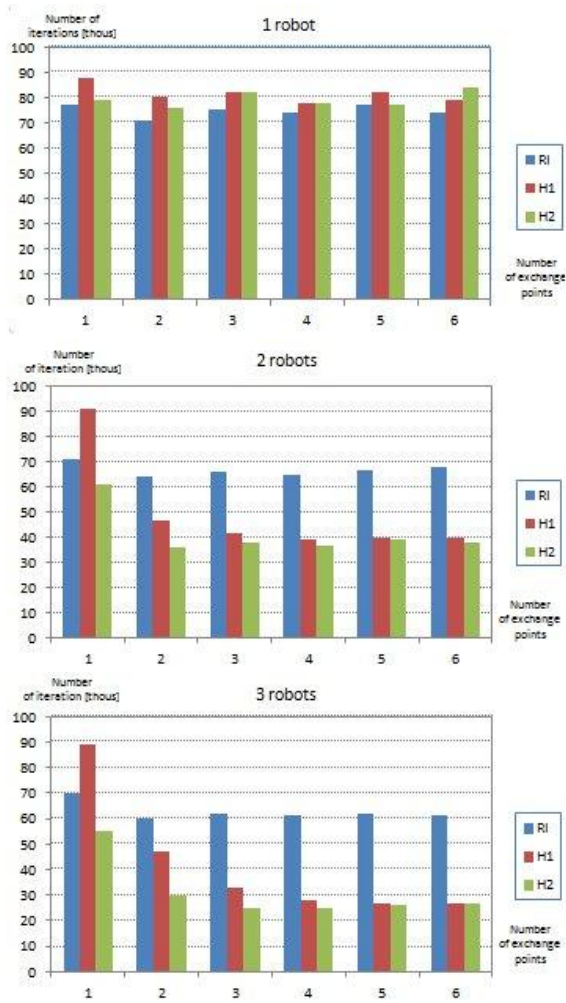 Number of
iterations [thous]
1 robot
100
90
80
70
60
50
40
30
20
10
0
1 2 3 4 5 6
RI
H1
H2
Number
of exchange
points
Number
of iteration [thous]
2 robots
100
90
80
70
60
50
40
30
20
10
0
1 2 3 4 5 6
RI
H1
H2
Number
of exchange
points
Number
of iteration [thous]
3 robots
100
90
80
70
60
50
40
30
20
10
0
1 2 3 4 5 6
RI
H1
H2
Number
of exchange
points